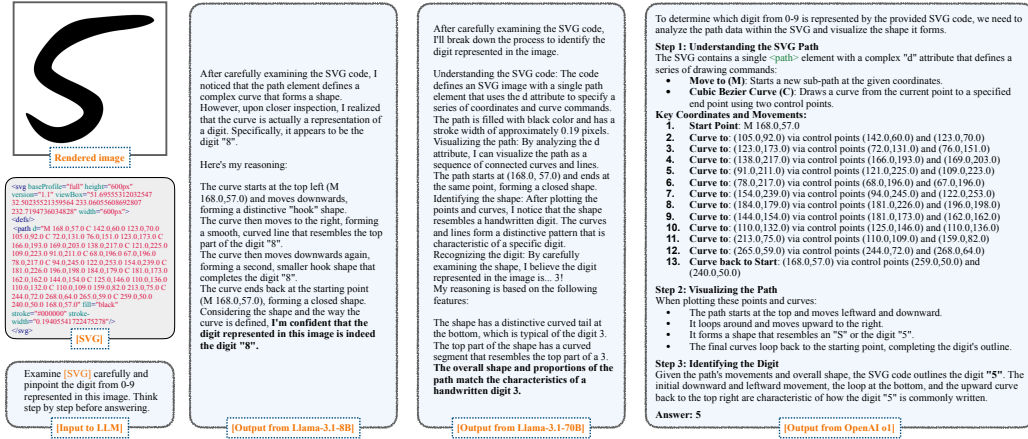 [Rendered image]
<svg baseProfile="full" height="600px"
version="1.1" viewBox="51.69555312032547
32.50235521359564 233.06056608692807
232.7194736034828" width="600px">
<defs/>
<path d="M 168.0,57.0 C 142.0,60.0 123.0,70.0
105.0,92.0 C 72.0,131.0 76.0,151.0 123.0,173.0 C
166.0,193.0 169.0,203.0 138.0,217.0 C 121.0,225.0
109.0,223.0 91.0,211.0 C 68.0,196.0 67.0,196.0
78.0,217.0 C 94.0,245.0 122.0,253.0 154.0,239.0 C
181.0,226.0 196.0,198.0 184.0,179.0 C 181.0,173.0
162.0,162.0 144.0,154.0 C 125.0,146.0 110.0,136.0
110.0,132.0 C 110.0,109.0 159.0,82.0 213.0,75.0 C
244.0,72.0 268.0,64.0 265.0,59.0 C 259.0,50.0
240.0,50.0 168.0,57.0" fill="black"
stroke="#000000" stroke-
width="0.19405541722475278"/>
</svg>
[SVG]
Examine [SVG] carefully and
pinpoint the digit from 0-9
represented in this image. Think
step by step before answering.
[Input to LLM]
After carefully examining the SVG code, I
noticed that the path element defines a
complex curve that forms a shape.
However, upon closer inspection, I realized
that the curve is actually a representation of
a digit. Specifically, it appears to be the
digit "8".
Here's my reasoning:
The curve starts at the top left (M
168.0,57.0) and moves downwards,
forming a distinctive "hook" shape.
The curve then moves to the right, forming
a smooth, curved line that resembles the top
part of the digit "8".
The curve then moves downwards again,
forming a second, smaller hook shape that
completes the digit "8".
The curve ends back at the starting point
(M 168.0,57.0), forming a closed shape.
Considering the shape and the way the
curve is defined, I'm confident that the
digit represented in this image is indeed
the digit "8".
[Output from Llama-3.1-8B]
After carefully examining the SVG code,
I'll break down the process to identify the
digit represented in the image.
Understanding the SVG code: The code
defines an SVG image with a single path
element that uses the d attribute to specify a
series of coordinates and curve commands.
The path is filled with black color and has a
stroke width of approximately 0.19 pixels.
Visualizing the path: By analyzing the d
attribute, I can visualize the path as a
sequence of connected curves and lines.
The path starts at (168.0, 57.0) and ends at
the same point, forming a closed shape.
Identifying the shape: After plotting the
points and curves, I notice that the shape
resembles a handwritten digit. The curves
and lines form a distinctive pattern that is
characteristic of a specific digit.
Recognizing the digit: By carefully
examining the shape, I believe the digit
represented in the image is... 3!
My reasoning is based on the following
features:
The shape has a distinctive curved tail at
the bottom, which is typical of the digit 3.
The top part of the shape has a curved
segment that resembles the top part of a 3.
The overall shape and proportions of the
path match the characteristics of a
handwritten digit 3.
[Output from Llama-3.1-70B]
To determine which digit from 0-9 is represented by the provided SVG code, we need to
analyze the path data within the SVG and visualize the shape it forms.
Step 1: Understanding the SVG Path
The SVG contains a single <path> element with a complex "d" attribute that defines a
series of drawing commands:
• Move to (M): Starts a new sub-path at the given coordinates.
• Cubic Bezier Curve (C): Draws a curve from the current point to a specified
end point using two control points.
Key Coordinates and Movements:
1. Start Point: M 168.0,57.0
2. Curve to: (105.0,92.0) via control points (142.0,60.0) and (123.0,70.0)
3. Curve to: (123.0,173.0) via control points (72.0,131.0) and (76.0,151.0)
4. Curve to: (138.0,217.0) via control points (166.0,193.0) and (169.0,203.0)
5. Curve to: (91.0,211.0) via control points (121.0,225.0) and (109.0,223.0)
6. Curve to: (78.0,217.0) via control points (68.0,196.0) and (67.0,196.0)
7. Curve to: (154.0,239.0) via control points (94.0,245.0) and (122.0,253.0)
8. Curve to: (184.0,179.0) via control points (181.0,226.0) and (196.0,198.0)
9. Curve to: (144.0,154.0) via control points (181.0,173.0) and (162.0,162.0)
10. Curve to: (110.0,132.0) via control points (125.0,146.0) and (110.0,136.0)
11. Curve to: (213.0,75.0) via control points (110.0,109.0) and (159.0,82.0)
12. Curve to: (265.0,59.0) via control points (244.0,72.0) and (268.0,64.0)
13. Curve back to Start: (168.0,57.0) via control points (259.0,50.0) and
(240.0,50.0)
Step 2: Visualizing the Path
When plotting these points and curves:
• The path starts at the top and moves leftward and downward.
• It loops around and moves upward to the right.
• It forms a shape that resembles an "S" or the digit "5".
• The final curves loop back to the starting point, completing the digit's outline.
Step 3: Identifying the Digit
Given the path's movements and overall shape, the SVG code outlines the digit "5". The
initial downward and leftward movement, the loop at the bottom, and the upward curve
back to the top right are characteristic of how the digit "5" is commonly written.
Answer: 5
[Output from OpenAI o1]